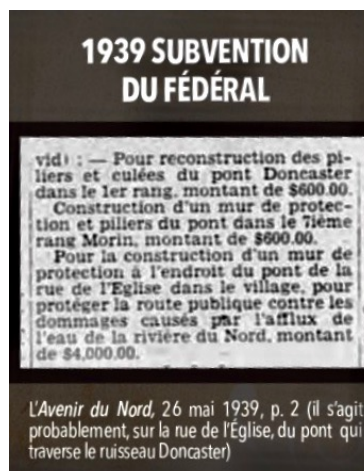 1939 SUBVENTION
DU FÉDÉRAL
vid) : — Pour reconstruction des pi-
liers et culées du pont Doncaster
dans le 1er rang, montant de $600.00.
Construction d'un mur de protec-
tion et piliers du pont dans le 7ième
rang Morin, montant de $600.00.
Pour la construction d'un mur de
protection à l'endroit du pont de la
rue de l'Eglise dans le village, pour
protéger la route publique contre les
dommages causés par l'afflux de
l'eau de la rivière du Nord, montant
de $4,000.00.
L'Avenir du Nord, 26 mai 1939, p. 2 (il s'agit
probablement, sur la rue de l'Église, du pont qui
traverse le ruisseau Doncaster)